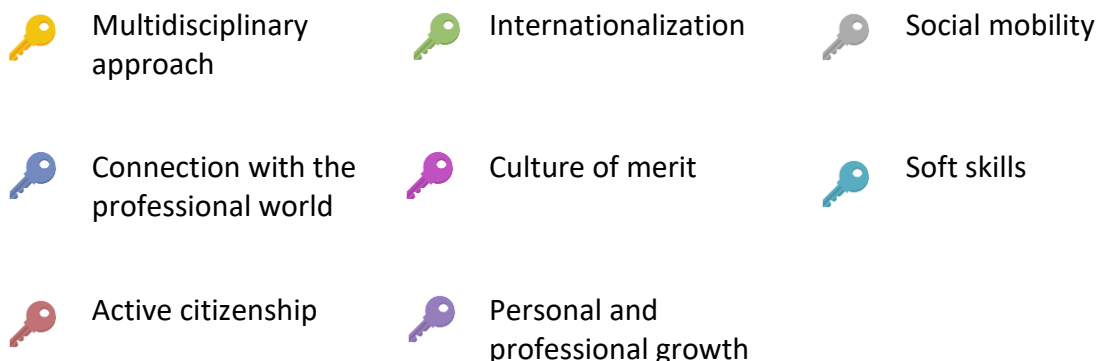 Multidisciplinary
approach
Internationalization
Social mobility
Connection with the
professional world
Culture of merit
Soft skills
Active citizenship
Personal and
professional growth